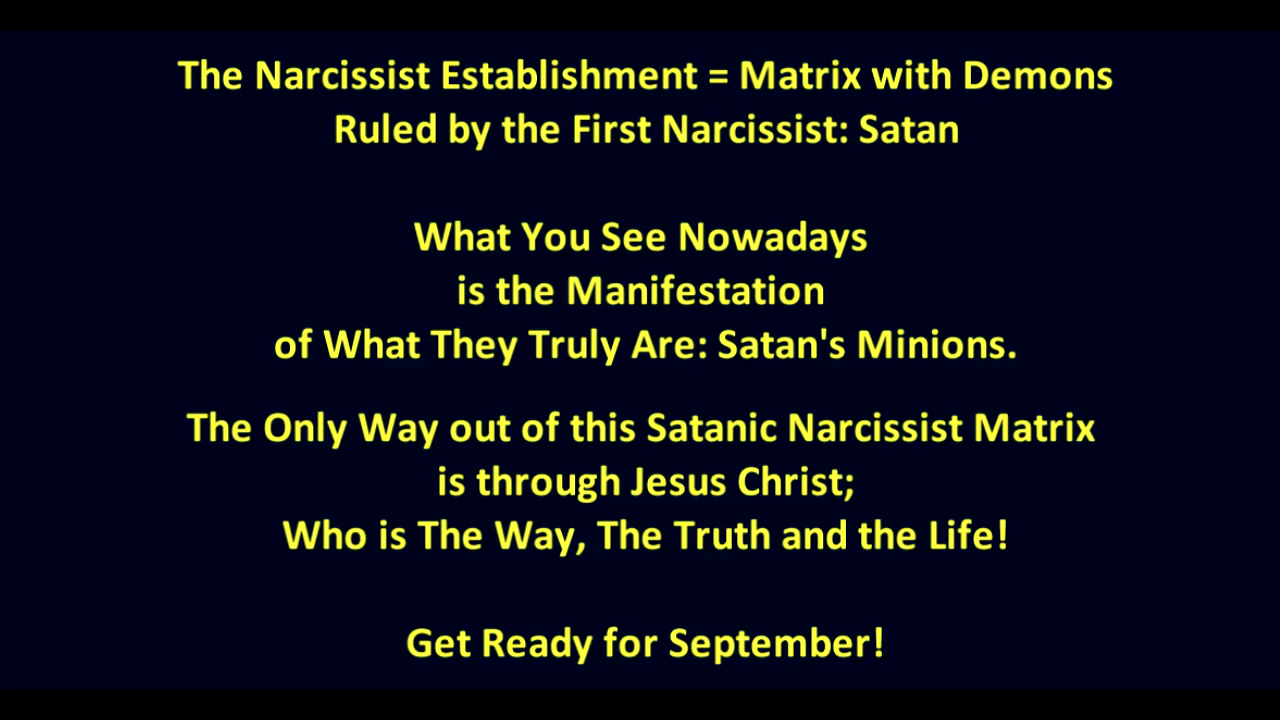 The Narcissist Establishment = Matrix with Demons
Ruled by the First Narcissist: Satan
What You See Nowadays
is the Manifestation
of What They Truly Are: Satan's Minions.
The Only Way out of this Satanic Narcissist Matrix
is through Jesus Christ;
Who is The Way, The Truth and the Life!
Get Ready for September!